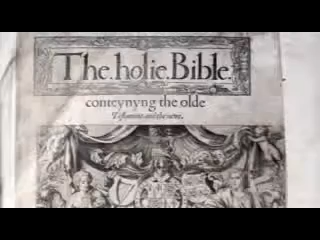 The.holie.Bible.
conteynyng the olde
Testament and the newe.